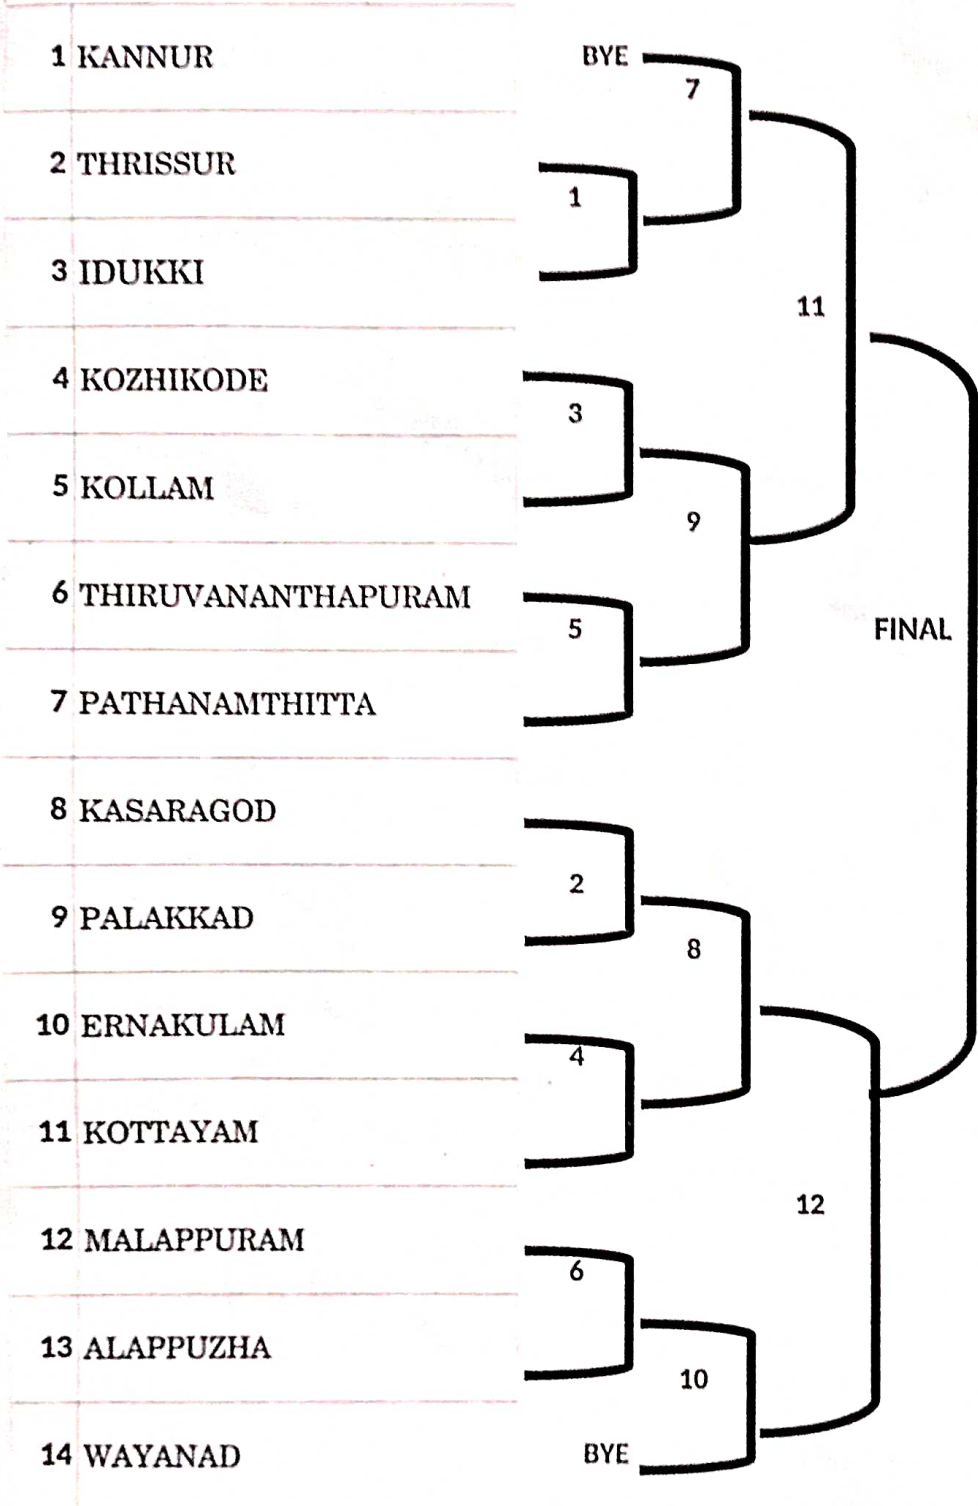 1 KANNUR BYE
7
2 THRISSUR
1
3 IDUKKI
11
4 KOZHIKODE
3
5 KOLLAM
9
6 THIRUVANANTHAPURAM
5 FINAL
7 PATHANAMTHITTA
8 KASARAGOD
2
9 PALAKKAD
8
10 ERNAKULAM
4
11 KOTTAYAM
12
12 MALAPPURAM
6
13 ALAPPUZHA
10
14 WAYANAD BYE